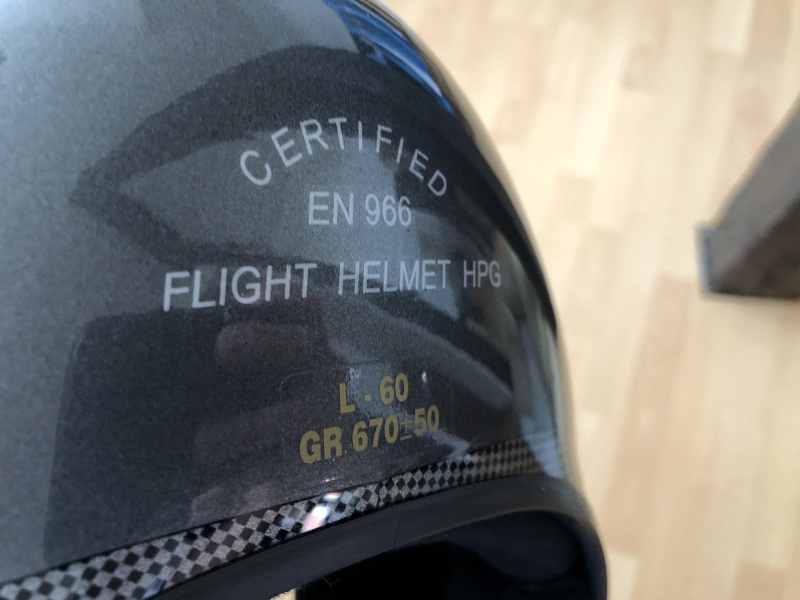 CERTIFIED
EN 966
FLIGHT HELMET HPG
L - 60
GR 670±50